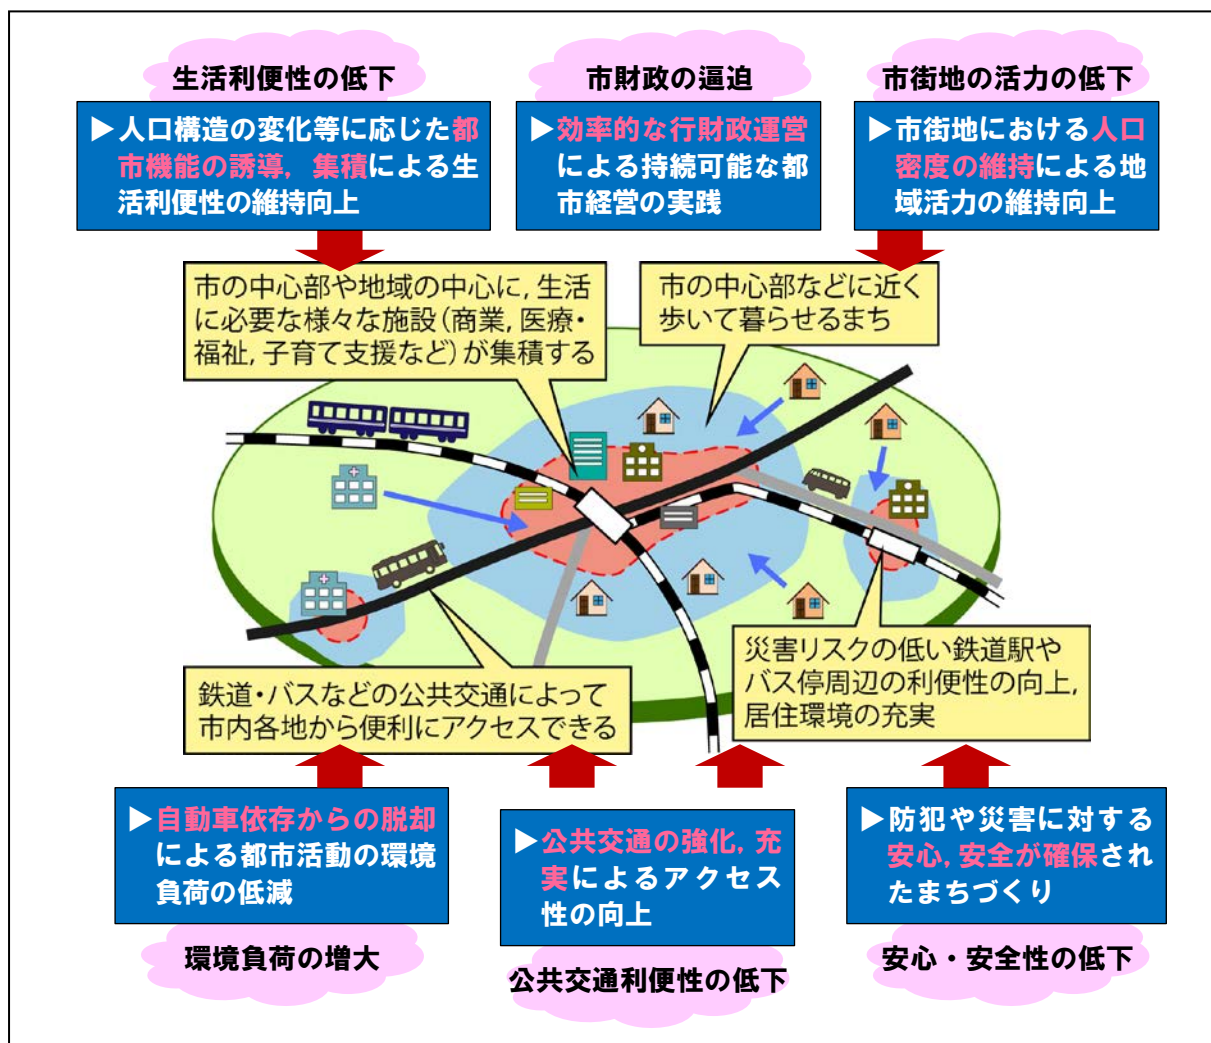 生活利便性の低下
▶人口構造の変化等に応じた都
市機能の誘導，集積による生
活利便性の維持向上
市財政の逼迫
▶効率的な行財政運営
による持続可能な都
市経営の実践
市街地の活力の低下
▶市街地における人口
密度の維持による地
域活力の維持向上
市の中心部や地域の中心に，生活
に必要な様々な施設（商業，医療・
福祉，子育て支援など）が集積する
市の中心部などに近く
歩いて暮らせるまち
鉄道・バスなどの公共交通によって
市内各地から便利にアクセスできる
災害リスクの低い鉄道駅や
バス停周辺の利便性の向上，
居住環境の充実
▶自動車依存からの脱却
による都市活動の環境
負荷の低減
環境負荷の増大
▶公共交通の強化，充
実によるアクセス
性の向上
公共交通利便性の低下
▶防犯や災害に対する
安心，安全が確保され
たまちづくり
安心・安全性の低下